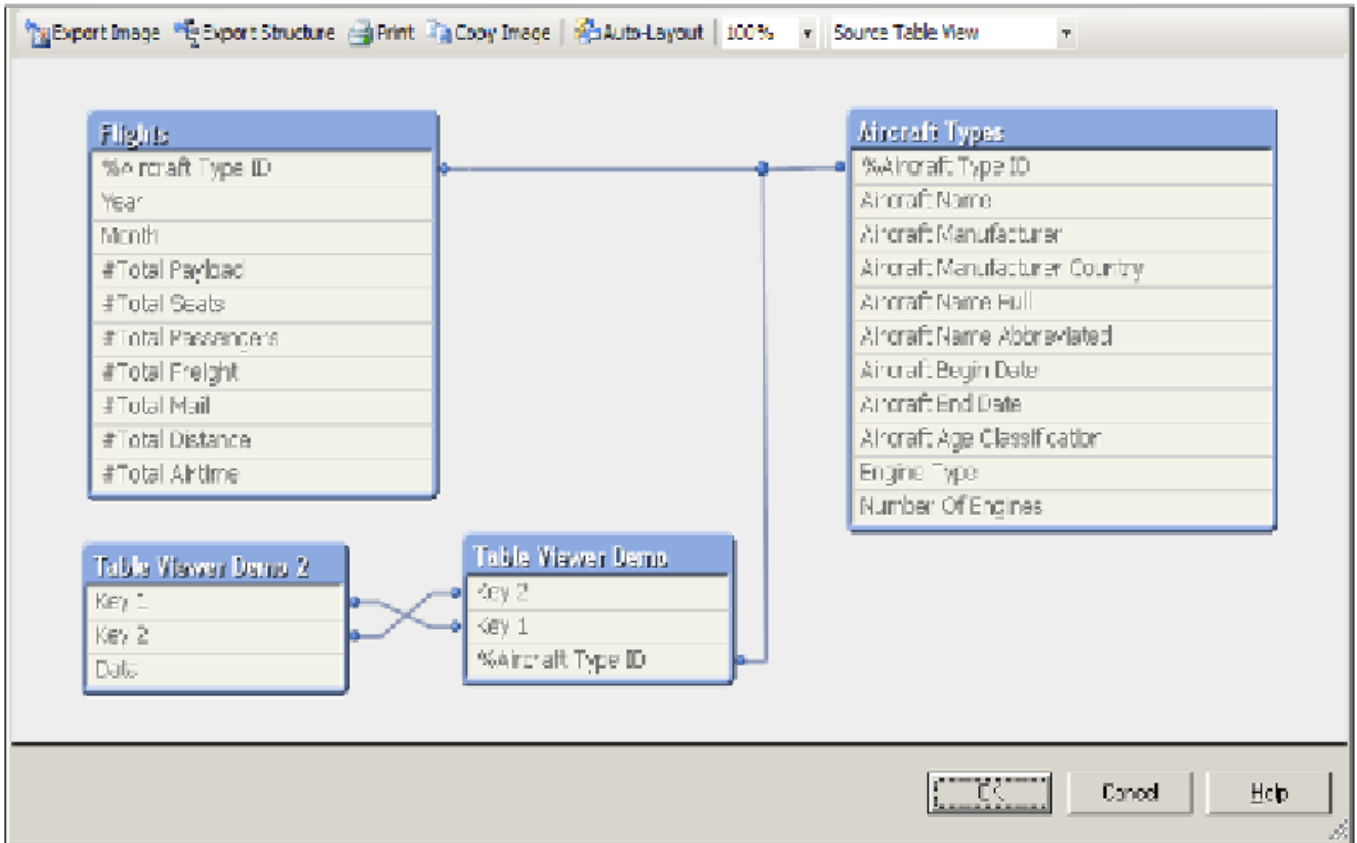 Export Image Export Structure Print Copy Image Auto-Layout 100% Source Table View
Flights
%Aircraft Type ID
Year
Month
#Total Payload
#Total Seats
#Total Passengers
#Total Freight
#Total Mail
#Total Distance
#Total Airtime
Aircraft Types
%Aircraft Type ID
Aircraft Name
Aircraft Manufacturer
Aircraft Manufacturer Country
Aircraft Name Full
Aircraft Name Abbreviated
Aircraft Begin Date
Aircraft End Date
Aircraft Age Classification
Engine Type
Number Of Engines
Table Viewer Demo 2
Key 1
Key 2
Data
Table Viewer Demo
Key 2
Key 1
%Aircraft Type ID
OK Cancel Help